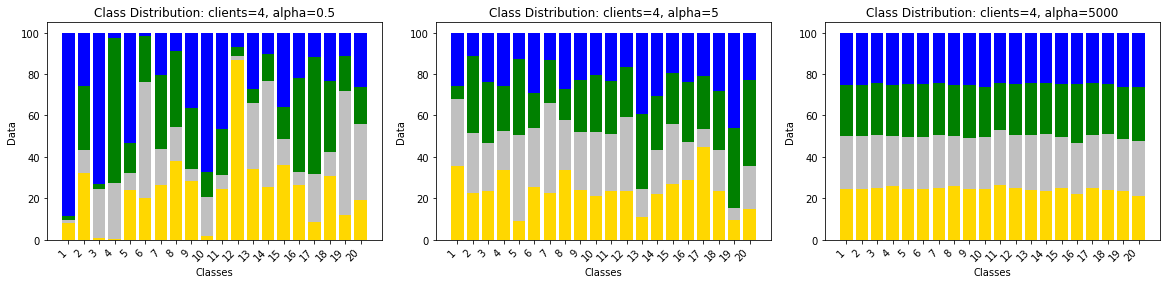 Class Distribution: clients=4, alpha=0.5
100
80
60
40
20
0
Data
1 2 3 4 5 6 7 8 9 10 11 12 13 14 15 16 17 18 19 20
Classes
Class Distribution: clients=4, alpha=5
100
80
60
40
20
0
Data
1 2 3 4 5 6 7 8 9 10 11 12 13 14 15 16 17 18 19 20
Classes
Class Distribution: clients=4, alpha=5000
100
80
60
40
20
0
Data
1 2 3 4 5 6 7 8 9 10 11 12 13 14 15 16 17 18 19 20
Classes